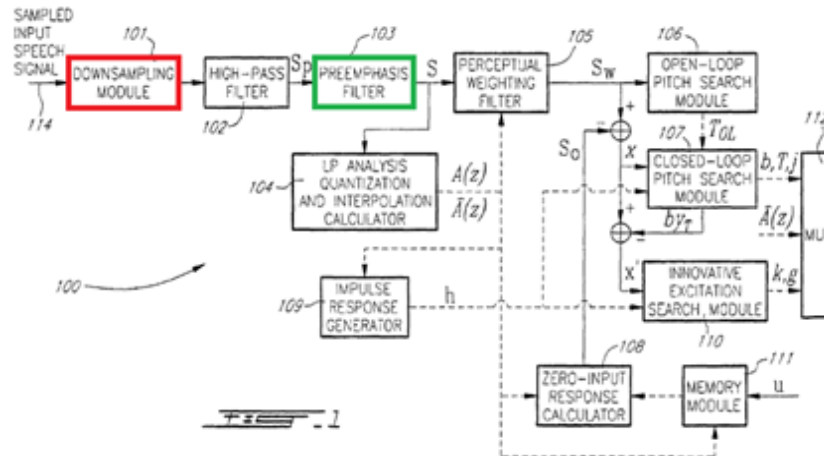 SAMPLED
INPUT
SPEECH
SIGNAL
114
101
DOWNSAMPLING
MODULE
HIGH-PASS
FILTER
102
Sp
103
PREEMPHASIS
FILTER
S
105
PERCEPTUAL
WEIGHTING
FILTER
Sw
106
OPEN-LOOP
PITCH SEARCH
MODULE
TOL
112
+
-
So
x
107
CLOSED-LOOP
PITCH SEARCH
MODULE
b,T,j
104
LP ANALYSIS
QUANTIZATION
AND INTERPOLATION
CALCULATOR
A(z)
Ā(z)
+
-
byT
Ā(z)
MU
100
109
IMPULSE
RESPONSE
GENERATOR
h
x'
INNOVATIVE
EXCITATION
SEARCH MODULE
k,g
110
108
ZERO-INPUT
RESPONSE
CALCULATOR
111
MEMORY
MODULE
u